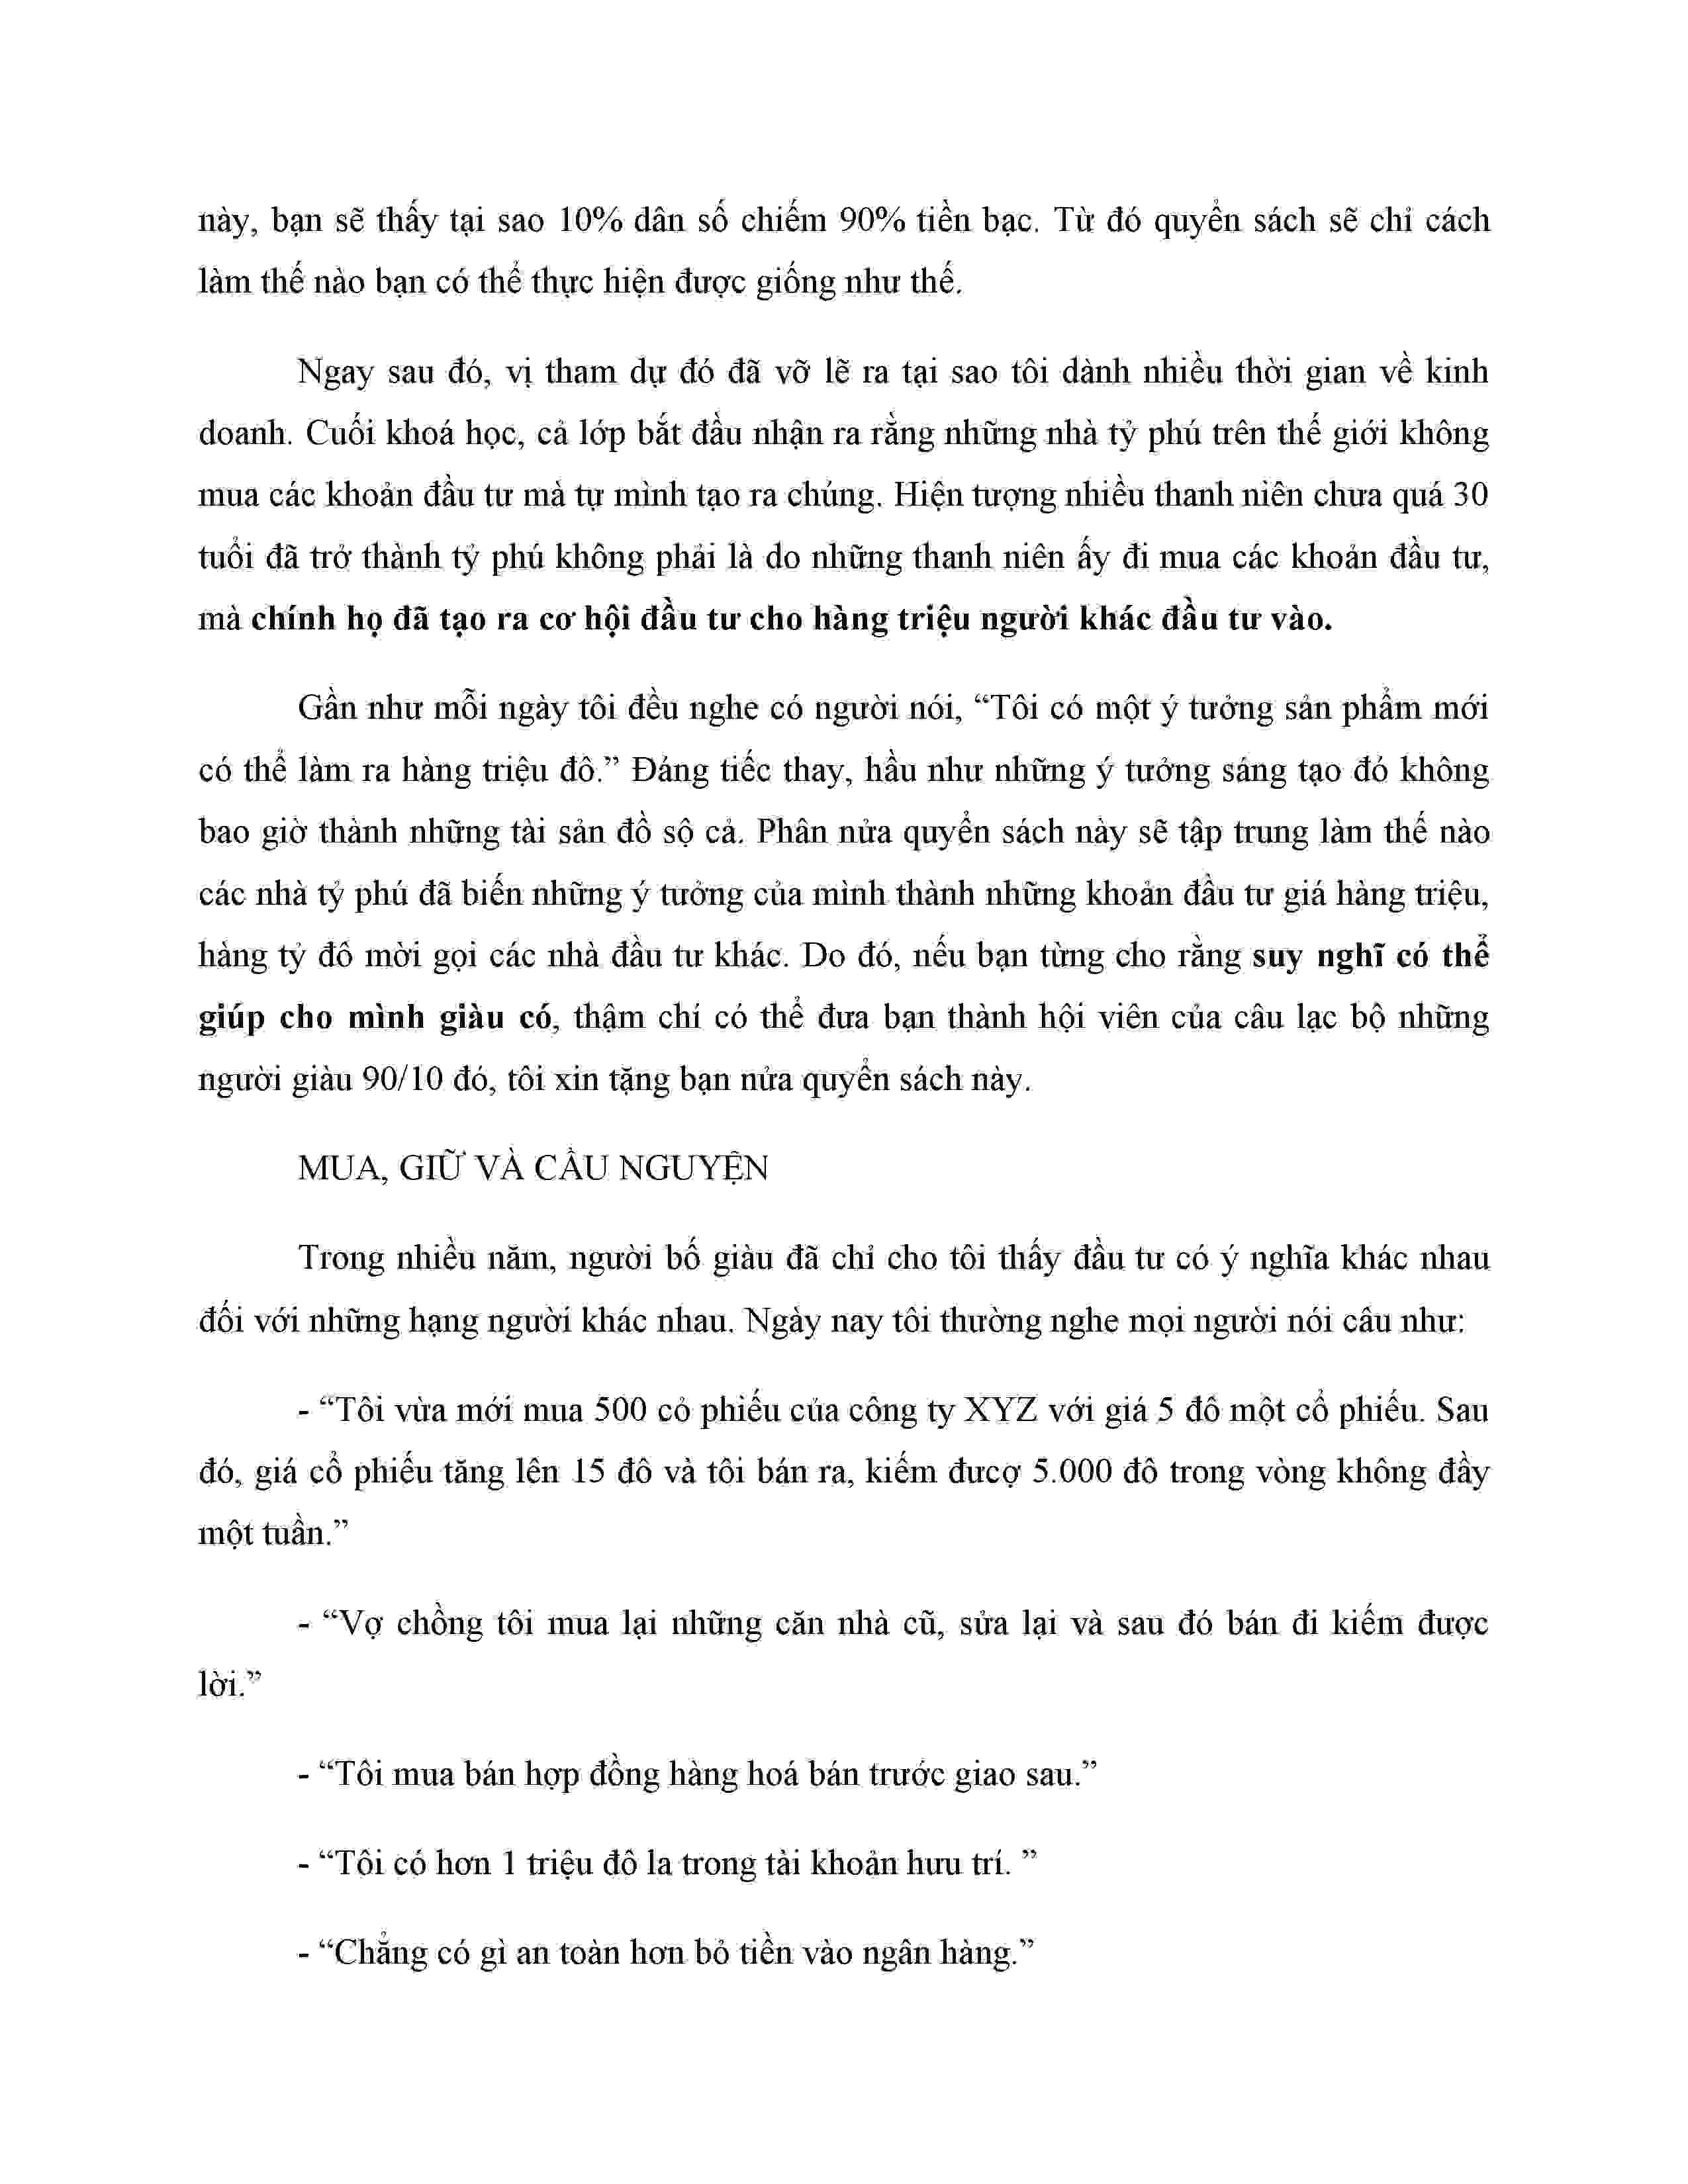 này, bạn sẽ thấy tại sao 10% dân số chiếm 90% tiền bạc. Từ đó quyển sách sẽ chỉ cách
làm thế nào bạn có thể thực hiện được giống như thế.
Ngay sau đó, vị tham dự đó đã vỡ lẽ ra tại sao tôi dành nhiều thời gian về kinh
doanh. Cuối khoá học, cả lớp bắt đầu nhận ra rằng những nhà tỷ phú trên thế giới không
mua các khoản đầu tư mà tự mình tạo ra chúng. Hiện tượng nhiều thanh niên chưa quá 30
tuổi đã trở thành tỷ phú không phải là do những thanh niên ấy đi mua các khoản đầu tư,
mà chính họ đã tạo ra cơ hội đầu tư cho hàng triệu người khác đầu tư vào.
Gần như mỗi ngày tôi đều nghe có người nói, “Tôi có một ý tưởng sản phẩm mới
có thể làm ra hàng triệu đô.” Đáng tiếc thay, hầu như những ý tưởng sáng tạo đó không
bao giờ thành những tài sản đồ sộ cả. Phân nửa quyển sách này sẽ tập trung làm thế nào
các nhà tỷ phú đã biến những ý tưởng của mình thành những khoản đầu tư giá hàng triệu,
hàng tỷ đô mời gọi các nhà đầu tư khác. Do đó, nếu bạn từng cho rằng suy nghĩ có thể
giúp cho mình giàu có, thậm chí có thể đưa bạn thành hội viên của câu lạc bộ những
người giàu 90/10 đó, tôi xin tặng bạn nửa quyển sách này.
MUA, GIỮ VÀ CẦU NGUYỆN
Trong nhiều năm, người bố giàu đã chỉ cho tôi thấy đầu tư có ý nghĩa khác nhau
đối với những hạng người khác nhau. Ngày nay tôi thường nghe mọi người nói câu như:
- “Tôi vừa mới mua 500 cỏ phiếu của công ty XYZ với giá 5 đô một cổ phiếu. Sau
đó, giá cổ phiếu tăng lên 15 đô và tôi bán ra, kiếm đưcợ 5.000 đô trong vòng không đầy
một tuần.”
- “Vợ chồng tôi mua lại những căn nhà cũ, sửa lại và sau đó bán đi kiếm được
lời.”
- “Tôi mua bán hợp đồng hàng hoá bán trước giao sau.”
- “Tôi có hơn 1 triệu đô la trong tài khoản hưu trí. ”
- “Chẳng có gì an toàn hơn bỏ tiền vào ngân hàng.”